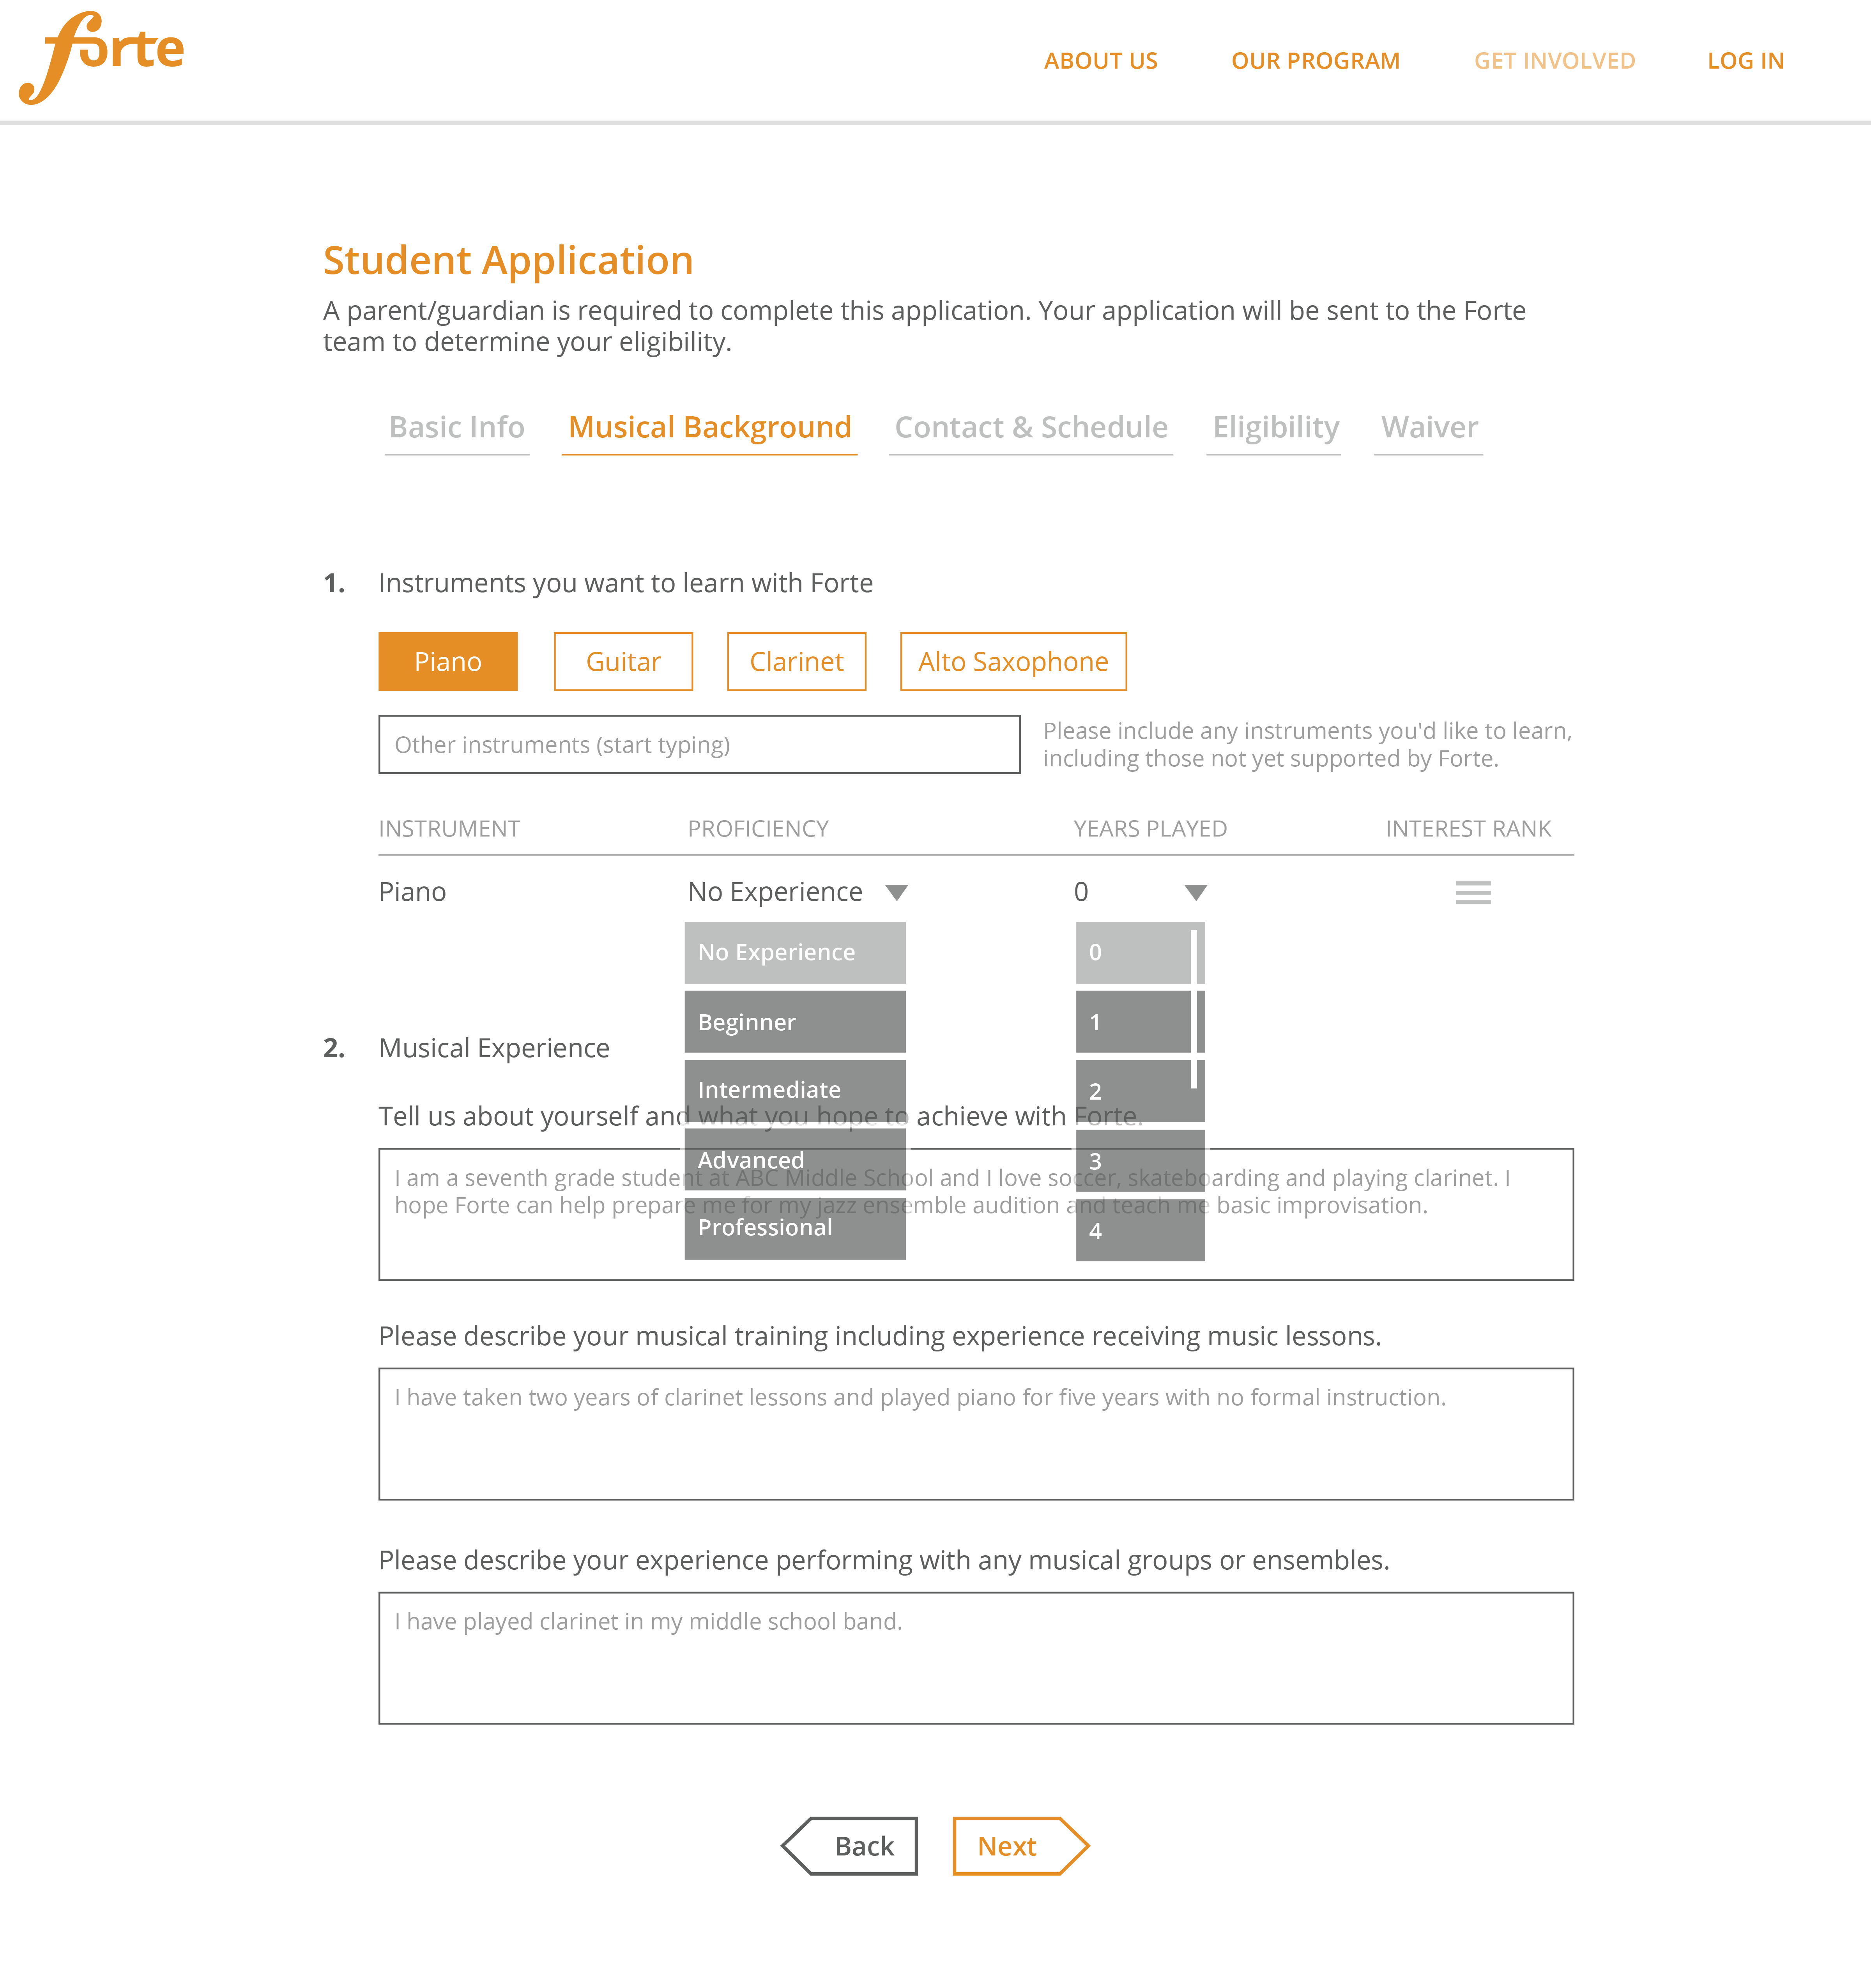 forte
ABOUT US
OUR PROGRAM
GET INVOLVED
LOG IN
Student Application
A parent/guardian is required to complete this application. Your application will be sent to the Forte
team to determine your eligibility.
Basic Info
Musical Background
Contact & Schedule
Eligibility
Waiver
1. Instruments you want to learn with Forte
Piano
Guitar
Clarinet
Alto Saxophone
Other instruments (start typing)
Please include any instruments you'd like to learn,
including those not yet supported by Forte.
INSTRUMENT
PROFICIENCY
YEARS PLAYED
INTEREST RANK
Piano
No Experience
0
No Experience
Beginner
Intermediate
Advanced
Professional
0
1
2
3
4
2. Musical Experience
Tell us about yourself and what you hope to achieve with Forte.
I am a seventh grade student at ABC Middle School and I love soccer, skateboarding and playing clarinet. I
hope Forte can help prepare me for my jazz ensemble audition and teach me basic improvisation.
Please describe your musical training including experience receiving music lessons.
I have taken two years of clarinet lessons and played piano for five years with no formal instruction.
Please describe your experience performing with any musical groups or ensembles.
I have played clarinet in my middle school band.
Back
Next